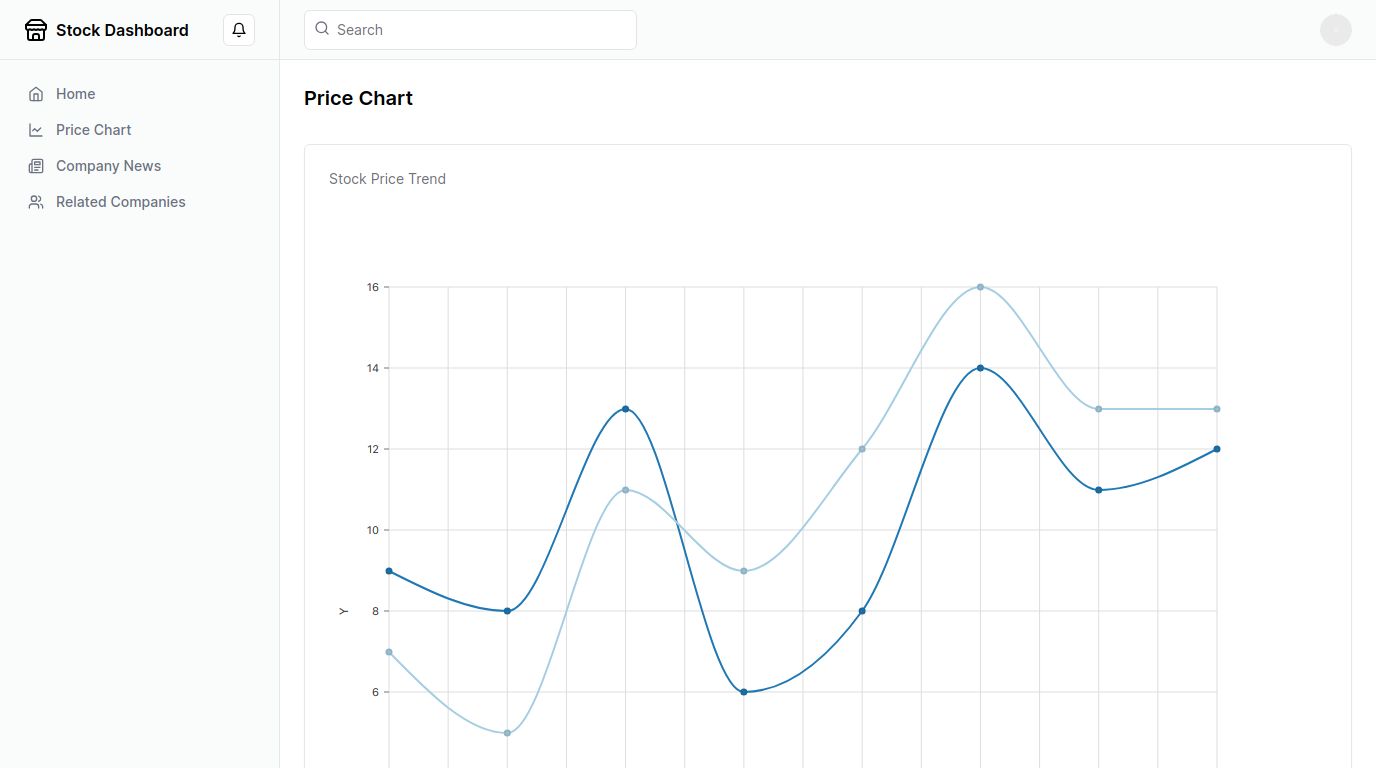 Stock Dashboard
Search
Home
Price Chart
Company News
Related Companies
Price Chart
Stock Price Trend
16
14
12
10
8
6
Y